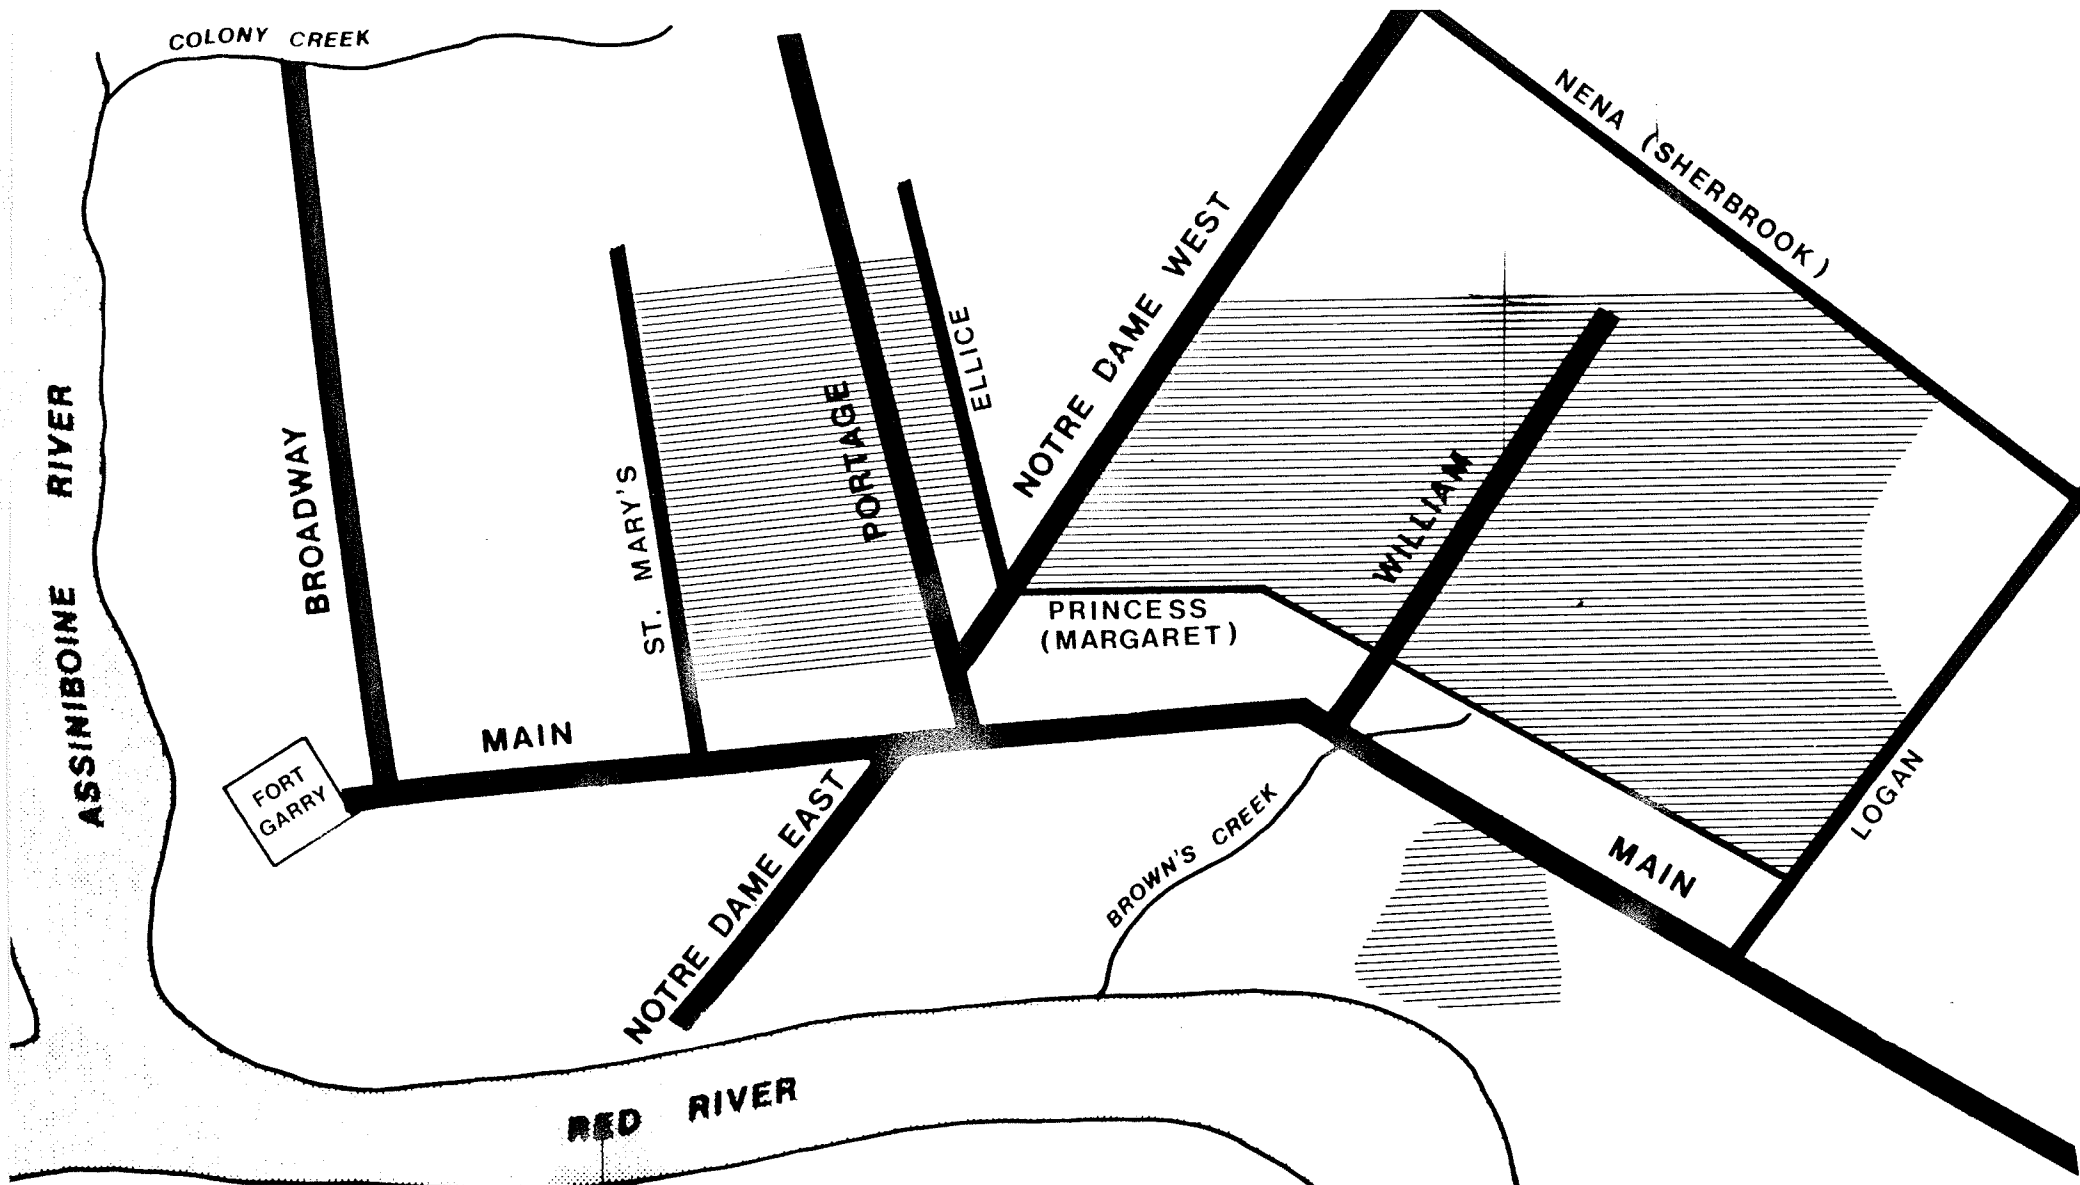 COLONY CREEK
NENA (SHERBROOK)
NOTRE DAME WEST
ELLICE
PORTAGE
ASSINIBOINE RIVER
BROADWAY
ST. MARY'S
WILLIAM
PRINCESS
(MARGARET)
MAIN
FORT
GARRY
NOTRE DAME EAST
BROWN'S CREEK
MAIN
LOGAN
RED RIVER